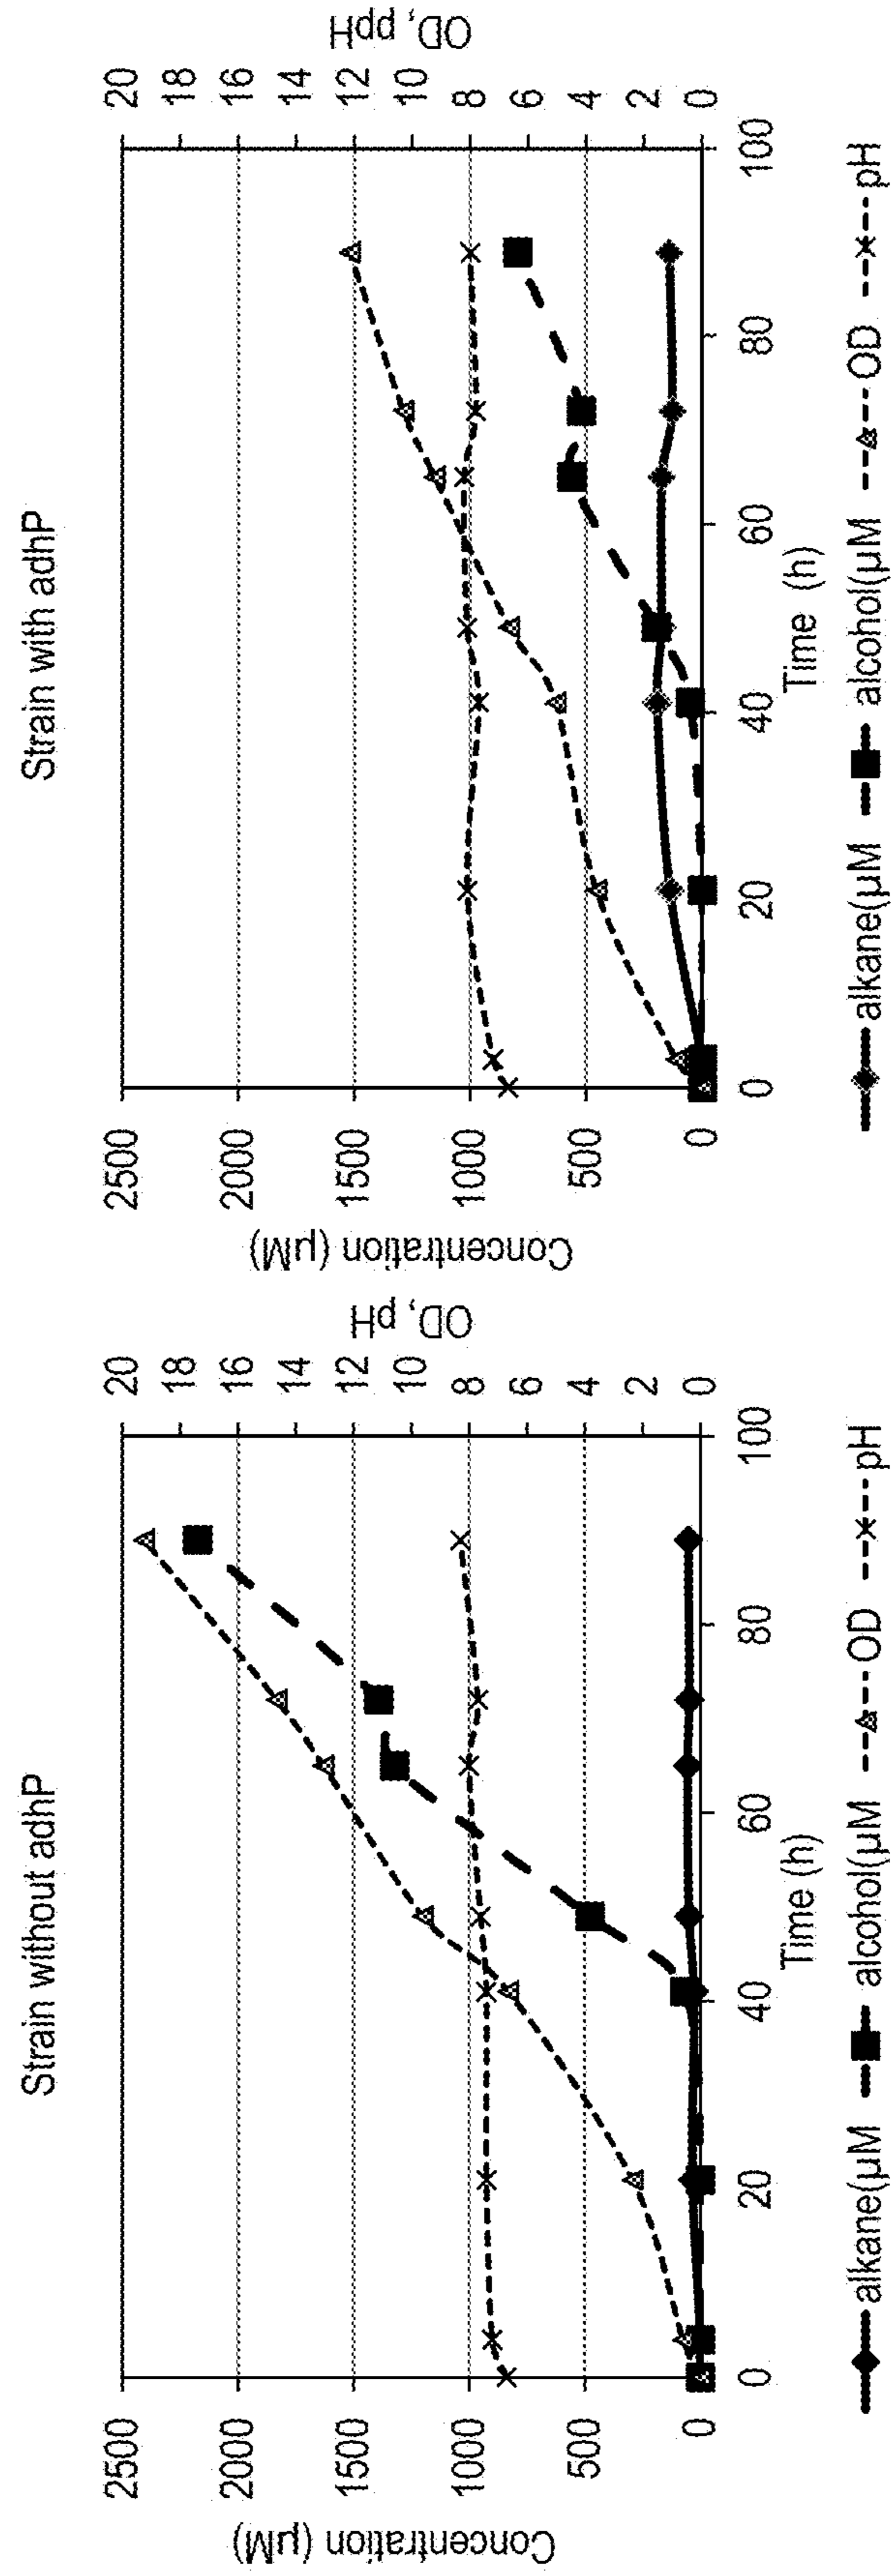 Strain without adhP
Concentration (µM)
2500
2000
1500
1000
500
0
OD, pH
20
18
16
14
12
10
8
6
4
2
0
0 20 40 60 80 100
Time (h)
alkane(µM alcohol(µM OD pH
Strain with adhP
Concentration (µM)
2500
2000
1500
1000
500
0
OD, ppH
20
18
16
14
12
10
8
6
4
2
0
0 20 40 60 80 100
Time (h)
alkane(µM alcohol(µM OD pH